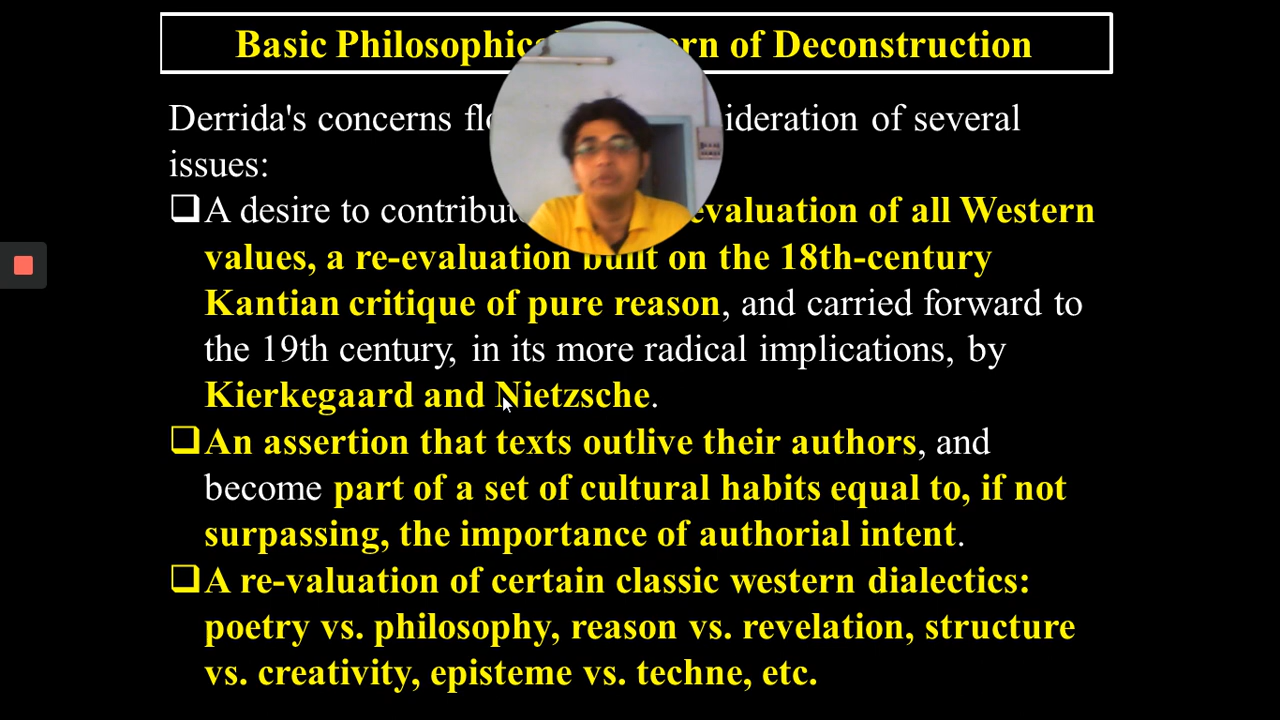 Basic Philosophic rn of Deconstruction
Derrida's concerns flo ideration of several
issues:
A desire to contribut evaluation of all Western
values, a re-evaluation built on the 18th-century
Kantian critique of pure reason, and carried forward to
the 19th century, in its more radical implications, by
Kierkegaard and Nietzsche.
An assertion that texts outlive their authors, and
become part of a set of cultural habits equal to, if not
surpassing, the importance of authorial intent.
A re-valuation of certain classic western dialectics:
poetry vs. philosophy, reason vs. revelation, structure
vs. creativity, episteme vs. techne, etc.